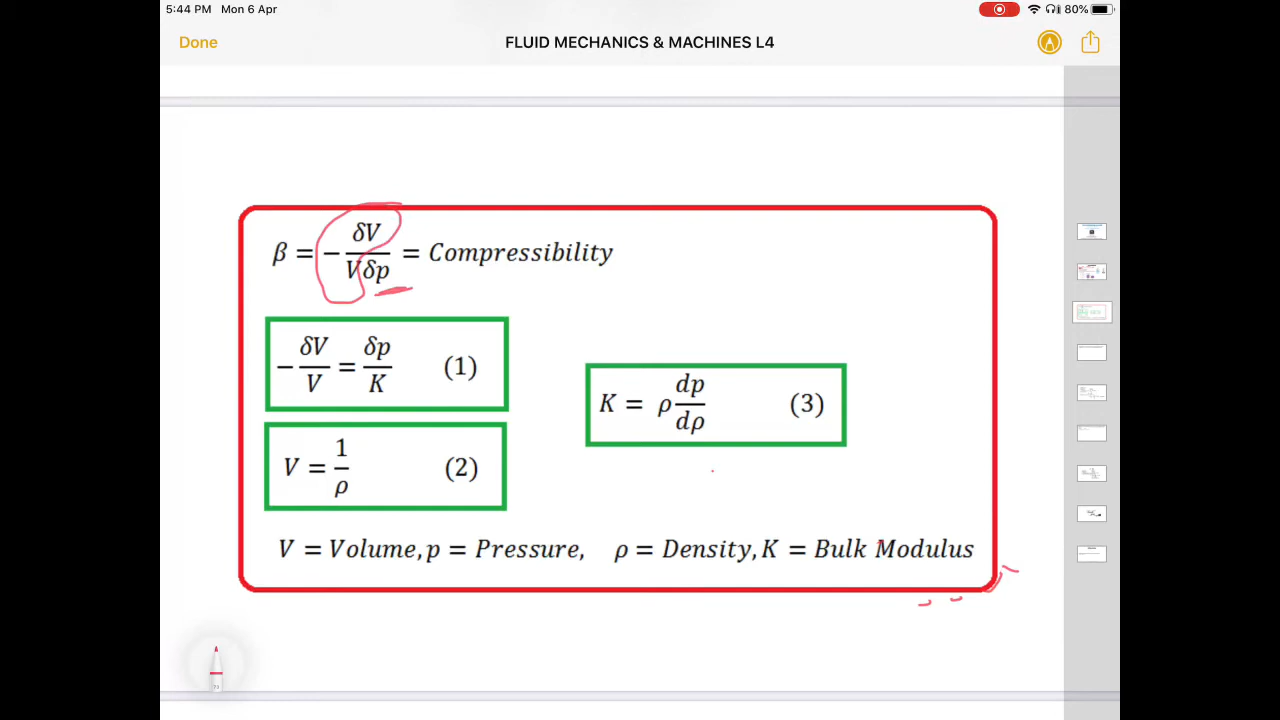 5:44 PM Mon 6 Apr 80%
Done FLUID MECHANICS & MACHINES L4
β = − δV / Vδp = Compressibility
− δV / V = δp / K (1)
K = ρ dp / dρ (3)
V = 1 / ρ (2)
V = Volume, p = Pressure, ρ = Density, K = Bulk Modulus